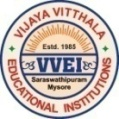 VIJAYA VITTHALA
Estd. 1985
VVEI
Saraswathipuram
Mysore
EDUCATIONAL INSTITUTIONS